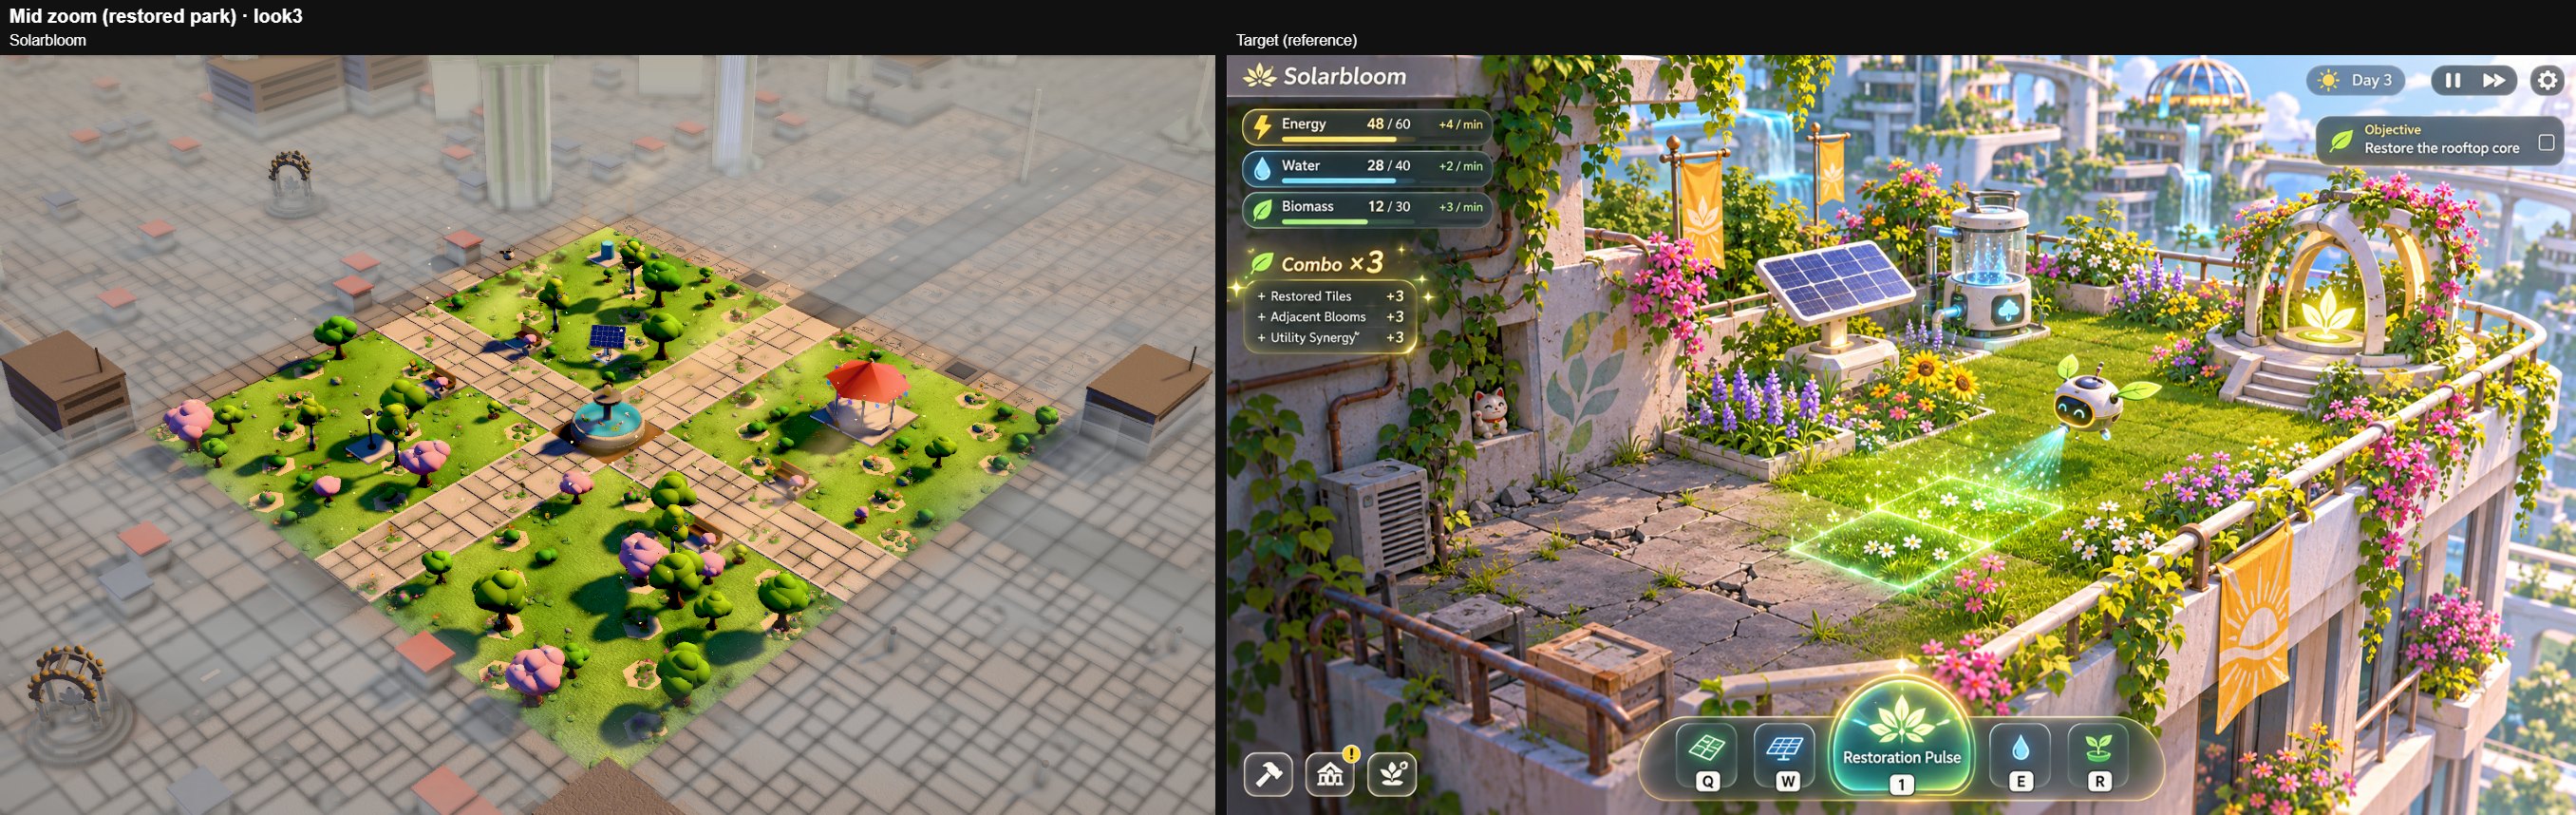 Mid zoom (restored park) · look3
Solarbloom
Target (reference)
Solarbloom
Day 3
Energy 48 / 60 +4 / min
Water 28 / 40 +2 / min
Biomass 12 / 30 +3 / min
Objective
Restore the rooftop core
Combo ×3
+ Restored Tiles +3
+ Adjacent Blooms +3
+ Utility Synergy +3
!
Restoration Pulse
Q
W
1
E
R